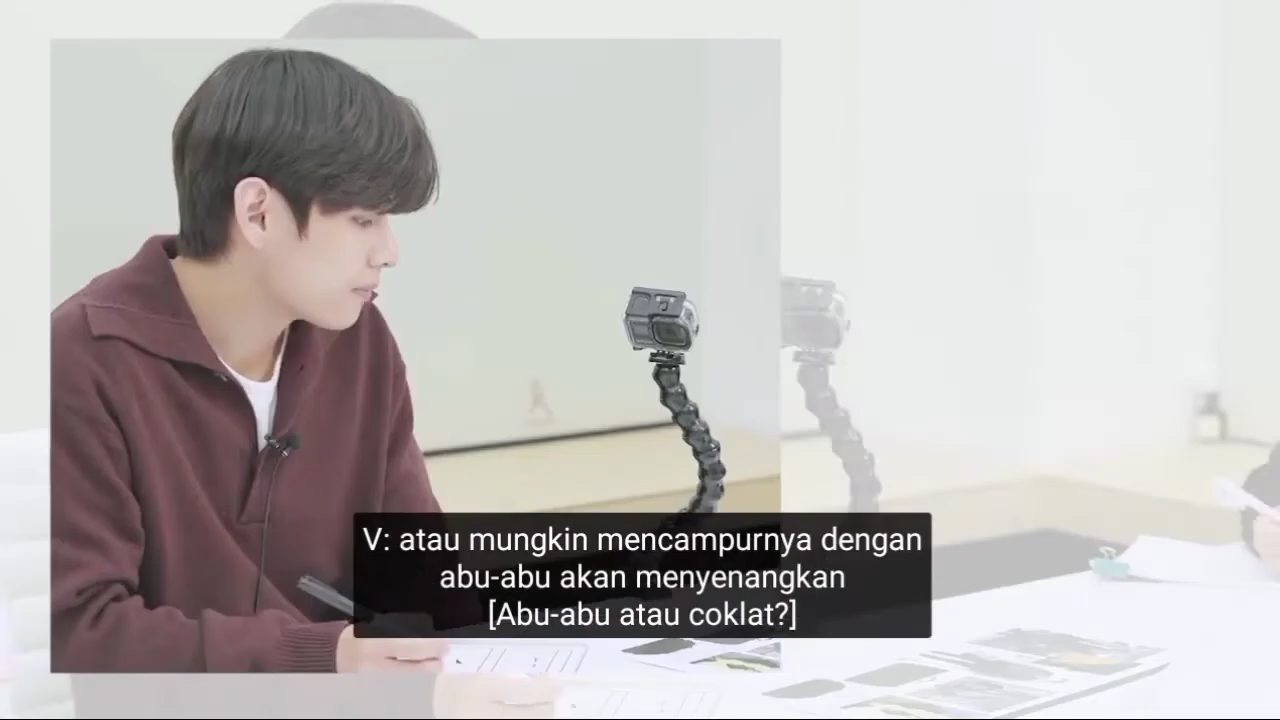 V: atau mungkin mencampurnya dengan
abu-abu akan menyenangkan
[Abu-abu atau coklat?]